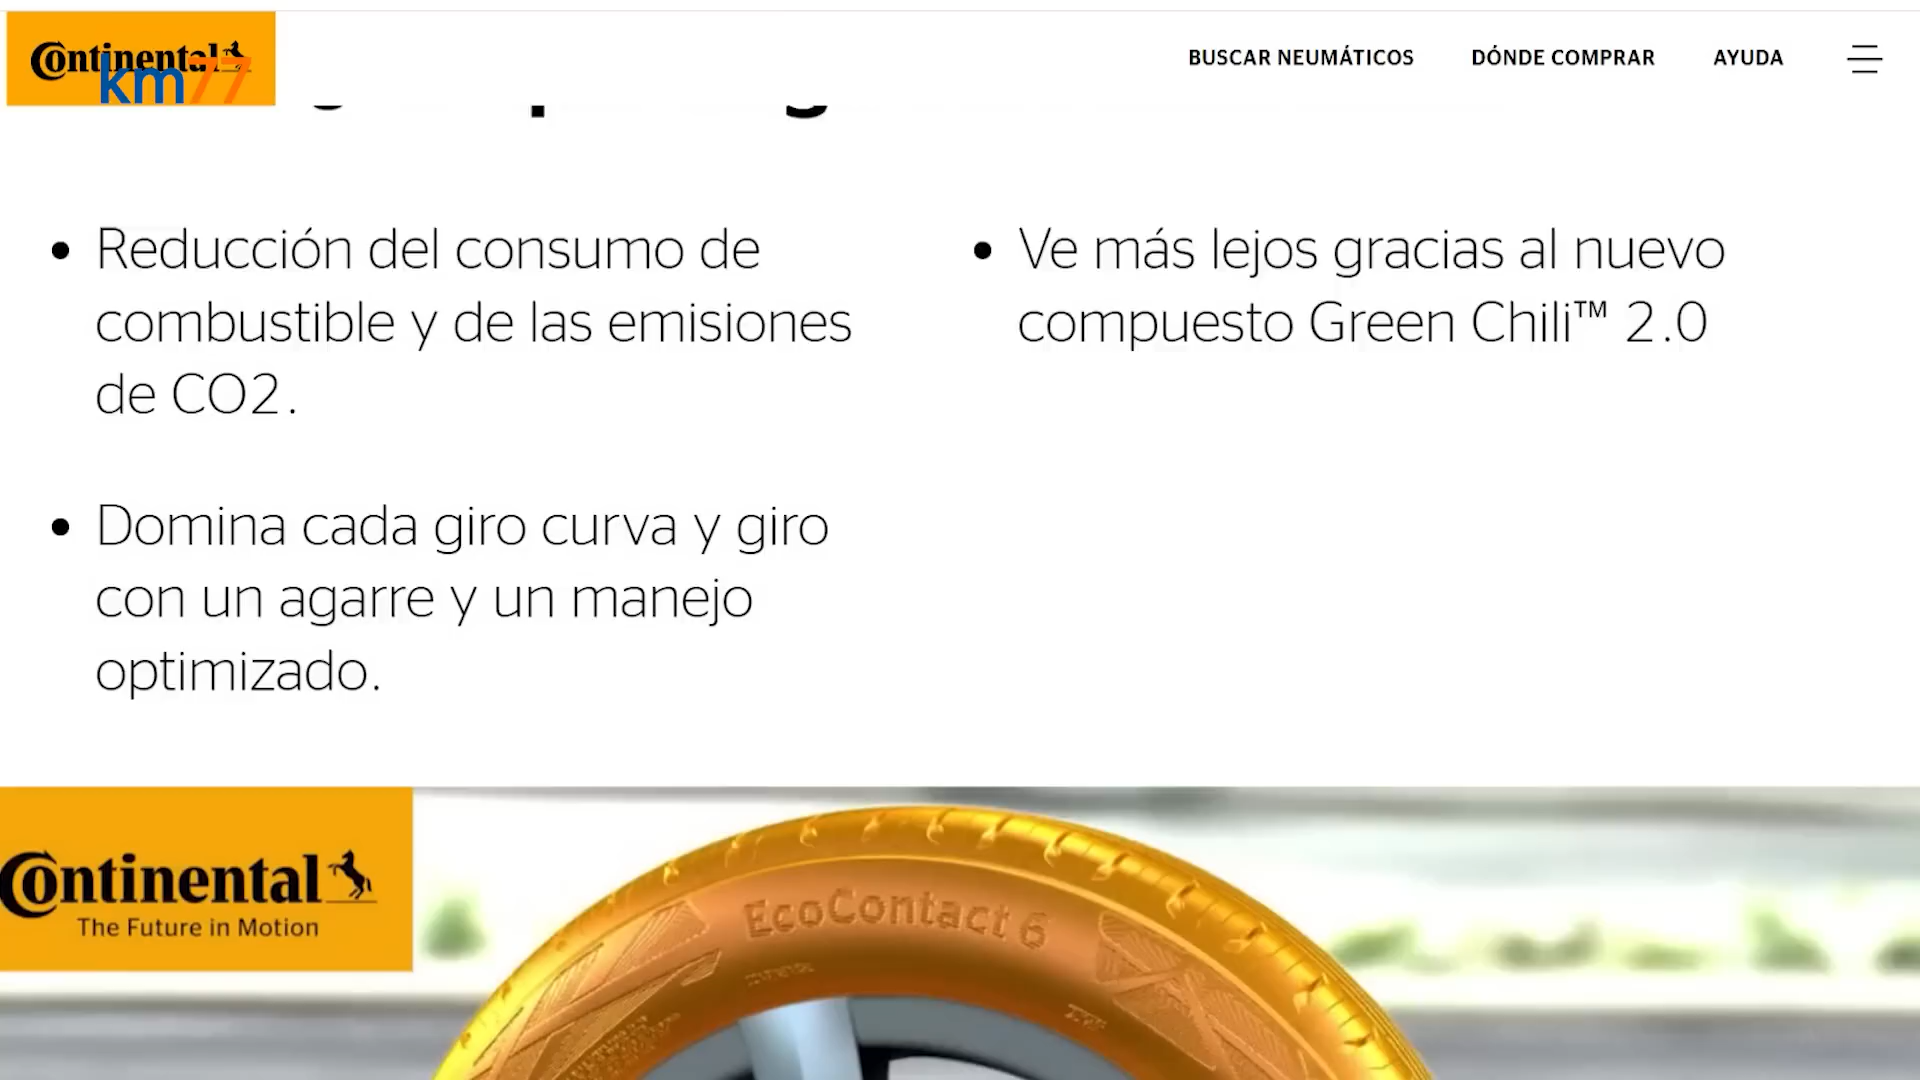 Continental
km77
BUSCAR NEUMÁTICOS
DÓNDE COMPRAR
AYUDA
• Reducción del consumo de
combustible y de las emisiones
de CO2.
• Domina cada giro curva y giro
con un agarre y un manejo
optimizado.
• Ve más lejos gracias al nuevo
compuesto Green Chili™ 2.0
Continental
The Future in Motion
EcoContact 6